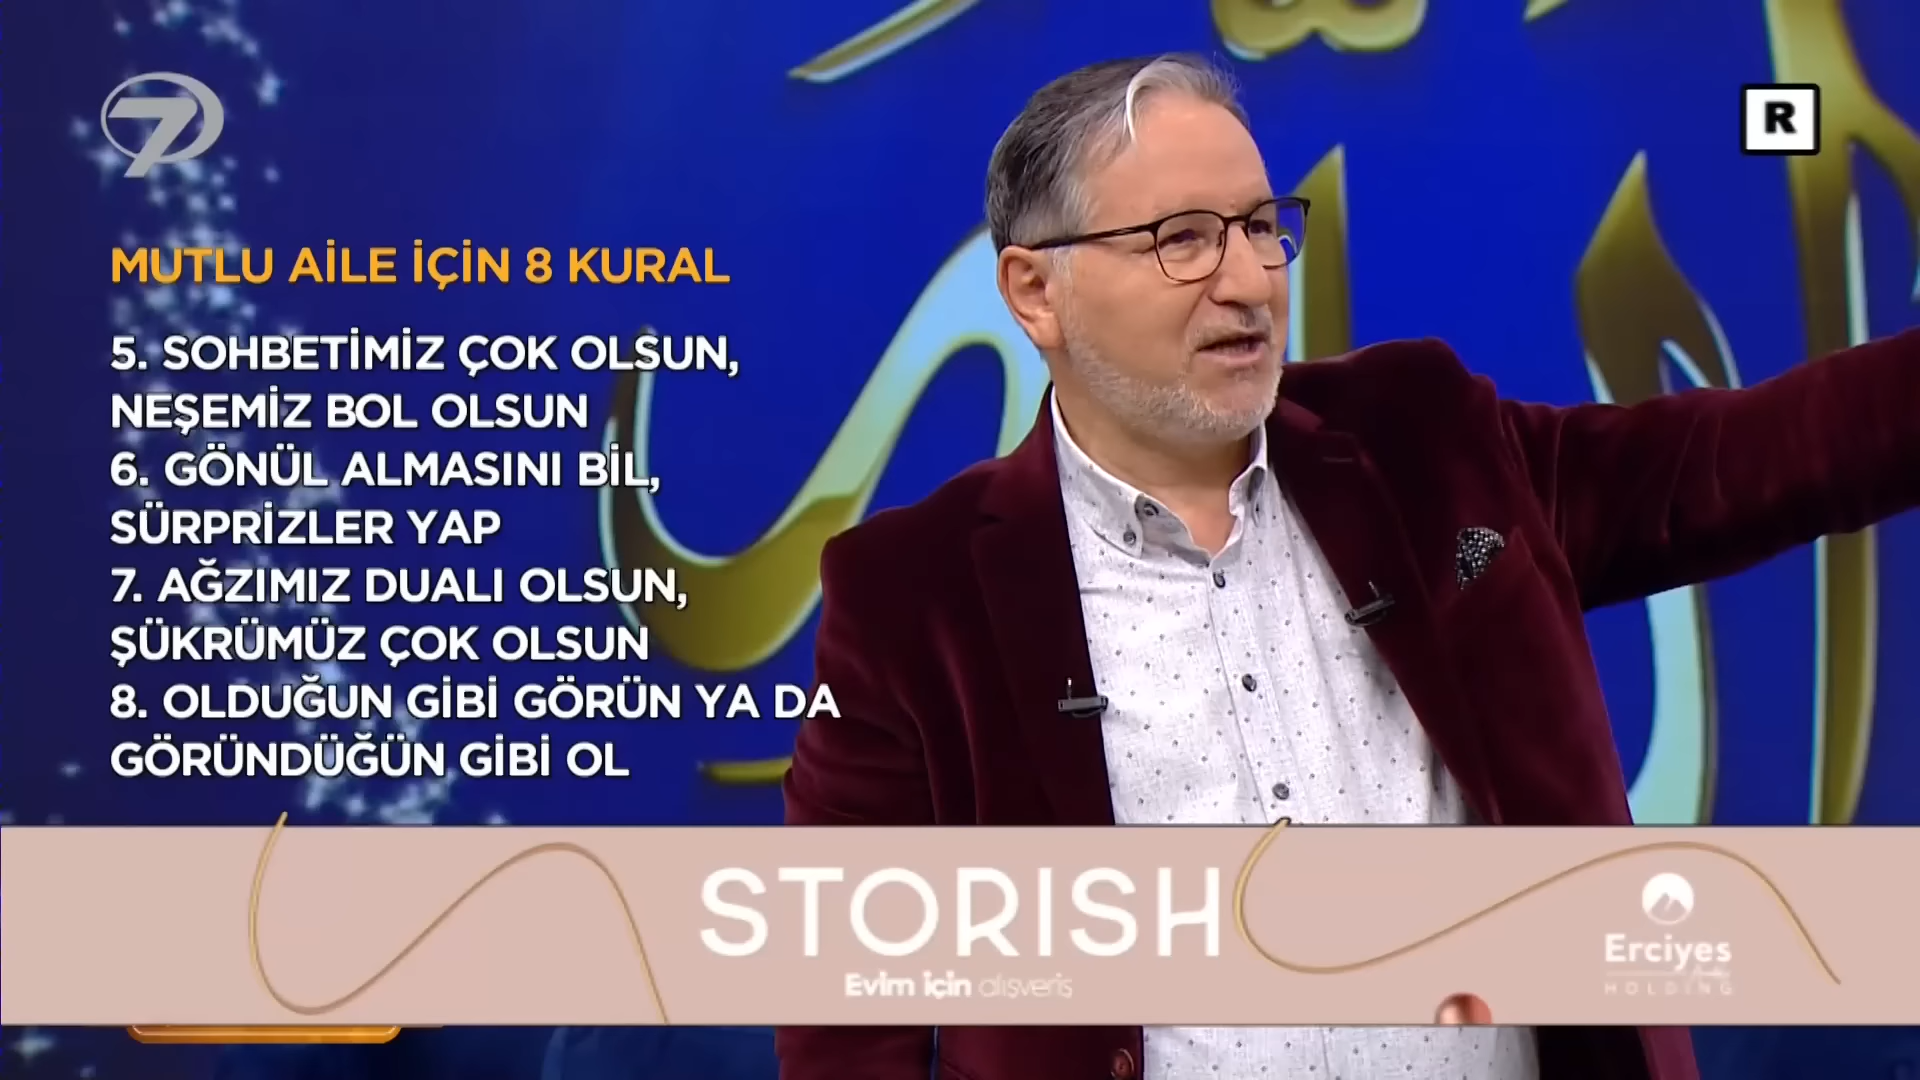 7
R
MUTLU AİLE İÇİN 8 KURAL
5. SOHBETİMİZ ÇOK OLSUN,
NEŞEMİZ BOL OLSUN
6. GÖNÜL ALMASINI BİL,
SÜRPRİZLER YAP
7. AĞZIMIZ DUALI OLSUN,
ŞÜKRÜMÜZ ÇOK OLSUN
8. OLDUĞUN GİBİ GÖRÜN YA DA
GÖRÜNDÜĞÜN GİBİ OL
STORISH
Evim için alışveriş
Erciyes
HOLDING